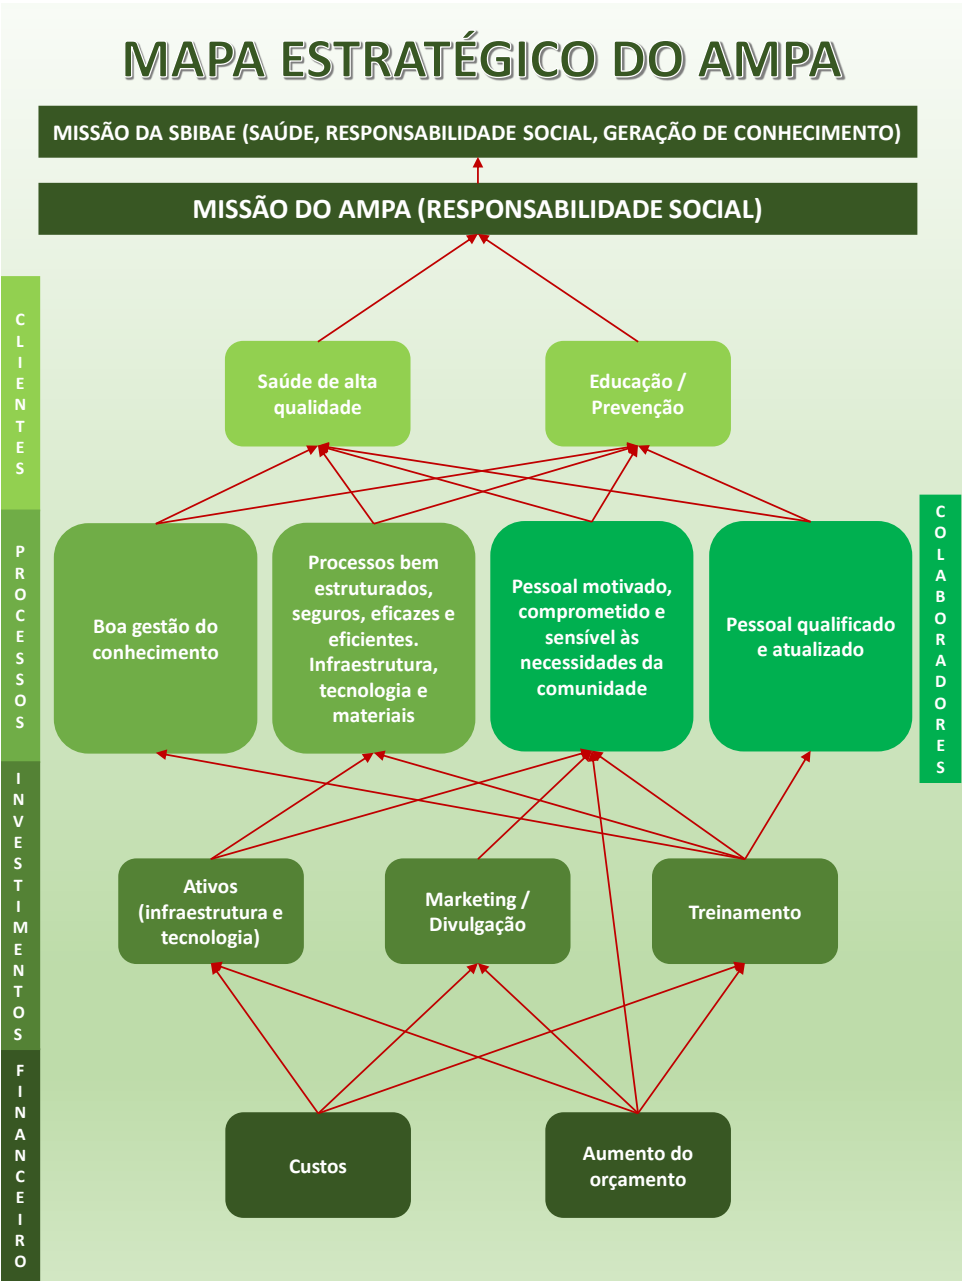 MAPA ESTRATÉGICO DO AMPA
MISSÃO DA SBIBAE (SAÚDE, RESPONSABILIDADE SOCIAL, GERAÇÃO DE CONHECIMENTO)
MISSÃO DO AMPA (RESPONSABILIDADE SOCIAL)
CLIENTES
Saúde de alta
qualidade
Educação /
Prevenção
PROCESSOS
Boa gestão do
conhecimento
Processos bem
estruturados,
seguros, eficazes e
eficientes.
Infraestrutura,
tecnologia e
materiais
Pessoal motivado,
comprometido e
sensível às
necessidades da
comunidade
Pessoal qualificado
e atualizado
COLABORADORES
INVESTIMENTOS
Ativos
(infraestrutura e
tecnologia)
Marketing /
Divulgação
Treinamento
FINANCEIRO
Custos
Aumento do
orçamento